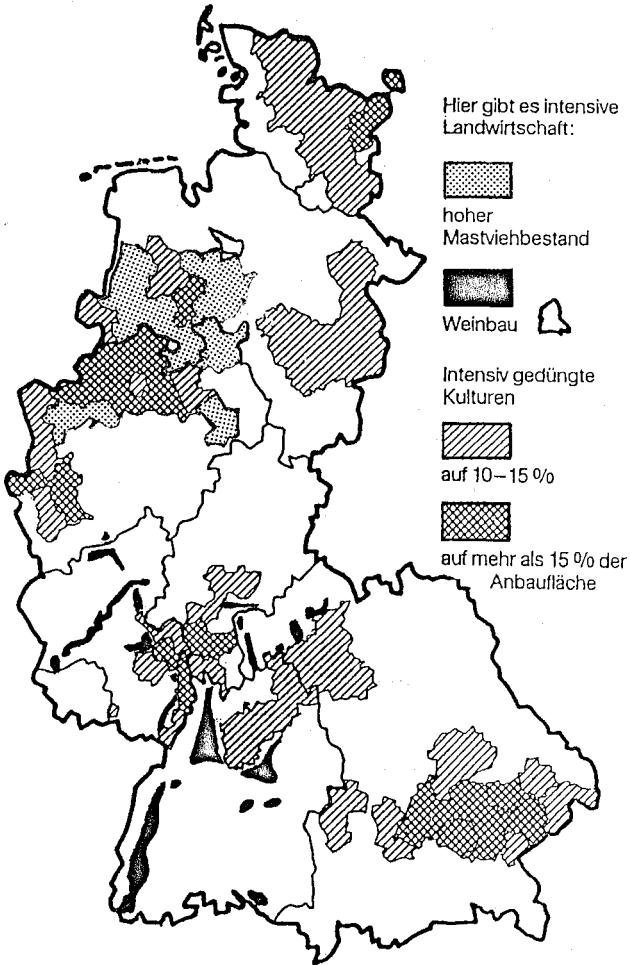 Hier gibt es intensive
Landwirtschaft:
hoher
Mastviehbestand
Weinbau
Intensiv gedüngte
Kulturen
auf 10–15 %
auf mehr als 15 % der
Anbaufläche